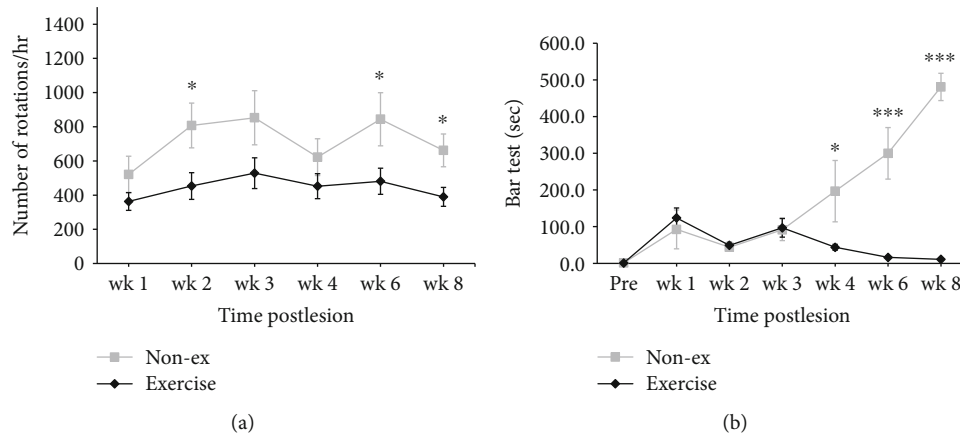 1400
1200
1000
800
600
400
200
0
Number of rotations/hr
*
*
*
wk 1 wk 2 wk 3 wk 4 wk 6 wk 8
Time postlesion
Non-ex
Exercise
(a)
600.0
500.0
400.0
300.0
200.0
100.0
0.0
Bar test (sec)
*
***
***
Pre wk 1 wk 2 wk 3 wk 4 wk 6 wk 8
Time postlesion
Non-ex
Exercise
(b)